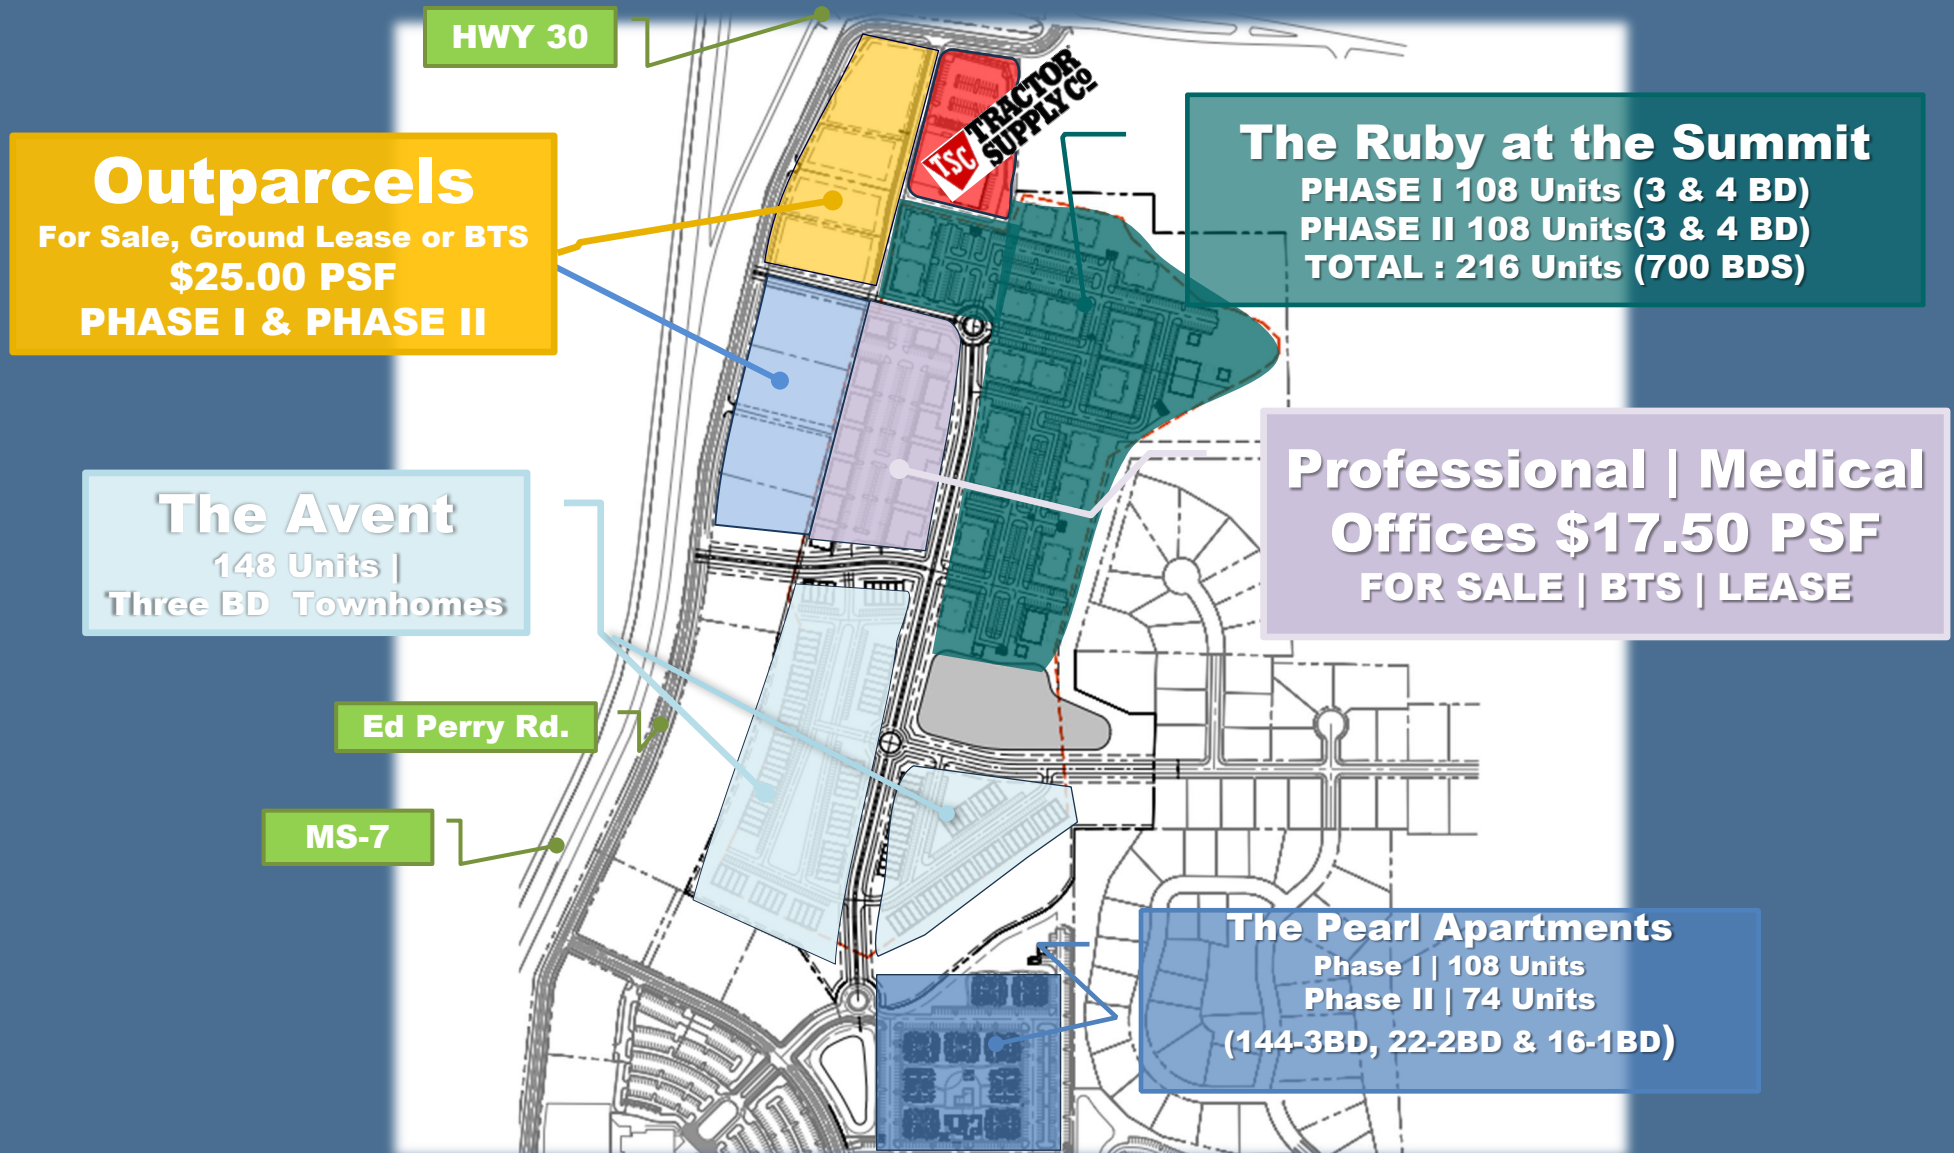 HWY 30
TRACTOR
SUPPLY CO
TSC
Outparcels
For Sale, Ground Lease or BTS
$25.00 PSF
PHASE I & PHASE II
The Ruby at the Summit
PHASE I 108 Units (3 & 4 BD)
PHASE II 108 Units(3 & 4 BD)
TOTAL : 216 Units (700 BDS)
Professional | Medical
Offices $17.50 PSF
FOR SALE | BTS | LEASE
The Avent
148 Units |
Three BD Townhomes
Ed Perry Rd.
MS-7
The Pearl Apartments
Phase I | 108 Units
Phase II | 74 Units
(144-3BD, 22-2BD & 16-1BD)